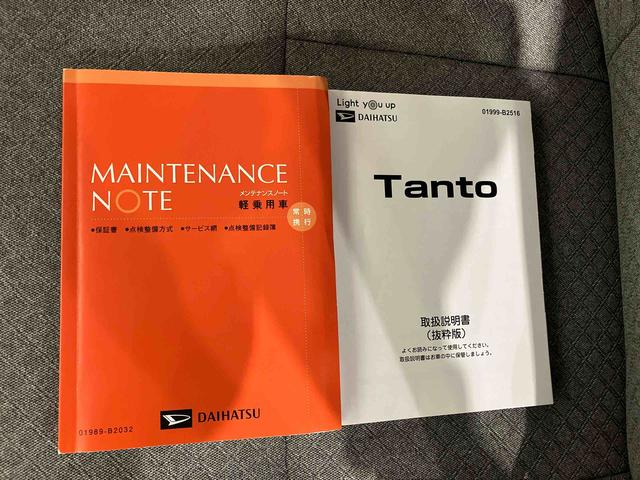 MAINTENANCE
NOTE
メンテナンスノート
軽乗用車
常時
携行
●保証書 ●点検整備方式 ●サービス網 ●点検整備記録簿
DAIHATSU
01989-B2032
Light you up
DAIHATSU
01999-B2516
Tanto
取扱説明書
（抜粋版）
よくお読みになって使用してください。
取扱説明書はお車の中に保管しましょう。